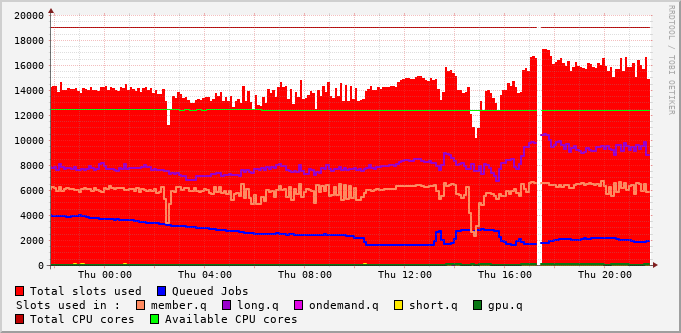 20000
18000
16000
14000
12000
10000
8000
6000
4000
2000
0
Thu 00:00 Thu 04:00 Thu 08:00 Thu 12:00 Thu 16:00 Thu 20:00
Total slots used Queued Jobs
Slots used in : member.q long.q ondemand.q short.q gpu.q
Total CPU cores Available CPU cores
RRDTOOL / TOBI OETIKER